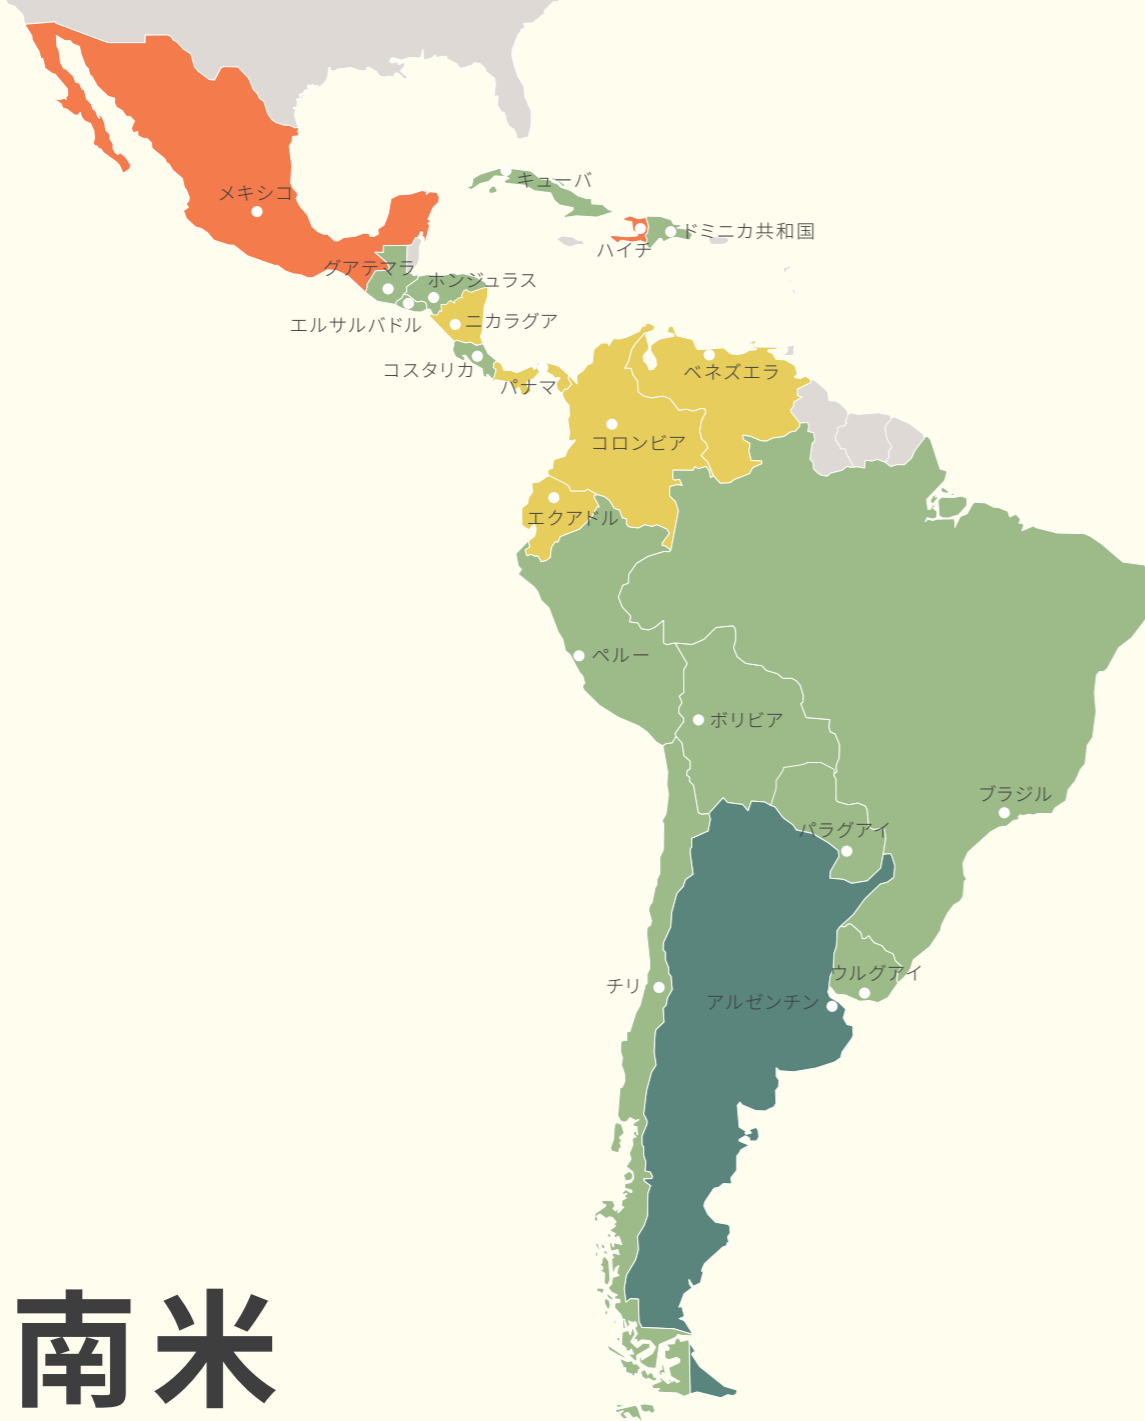 メキシコ
キューバ
ドミニカ共和国
ハイチ
グアテマラ
ホンジュラス
エルサルバドル
ニカラグア
コスタリカ
パナマ
ベネズエラ
コロンビア
エクアドル
ペルー
ボリビア
ブラジル
パラグアイ
ウルグアイ
チリ
アルゼンチン
南米